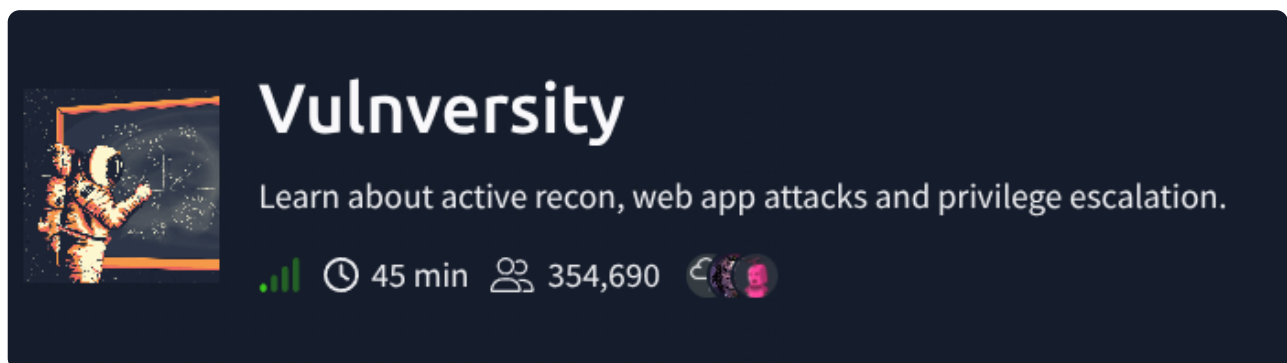 Vulnversity
Learn about active recon, web app attacks and privilege escalation.
45 min 354,690